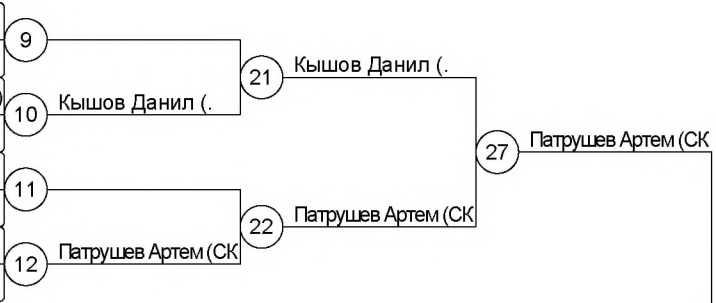 9
21 Кышов Данил (.
10 Кышов Данил (.
27 Патрушев Артем (СК
11
22 Патрушев Артем (СК
12 Патрушев Артем (СК